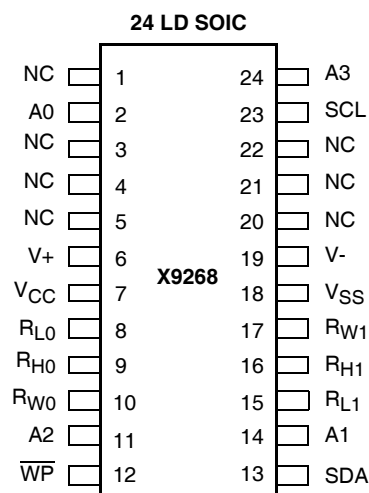 24 LD SOIC
NC 1 24 A3
A0 2 23 SCL
NC 3 22 NC
NC 4 21 NC
NC 5 20 NC
V+ 6 19 V-
X9268
VCC 7 18 VSS
RL0 8 17 RW1
RH0 9 16 RH1
RW0 10 15 RL1
A2 11 14 A1
W̅P̅ 12 13 SDA